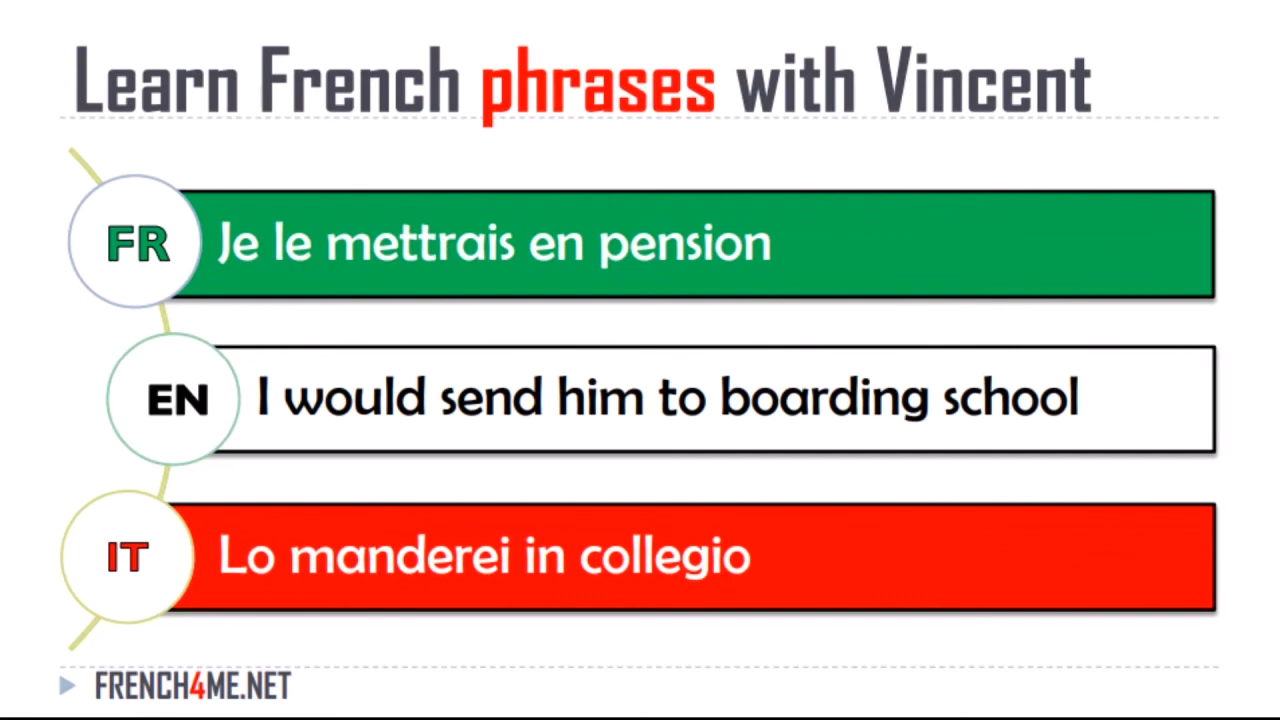 Learn French phrases with Vincent
FR
Je le mettrais en pension
EN
I would send him to boarding school
IT
Lo manderei in collegio
FRENCH4ME.NET